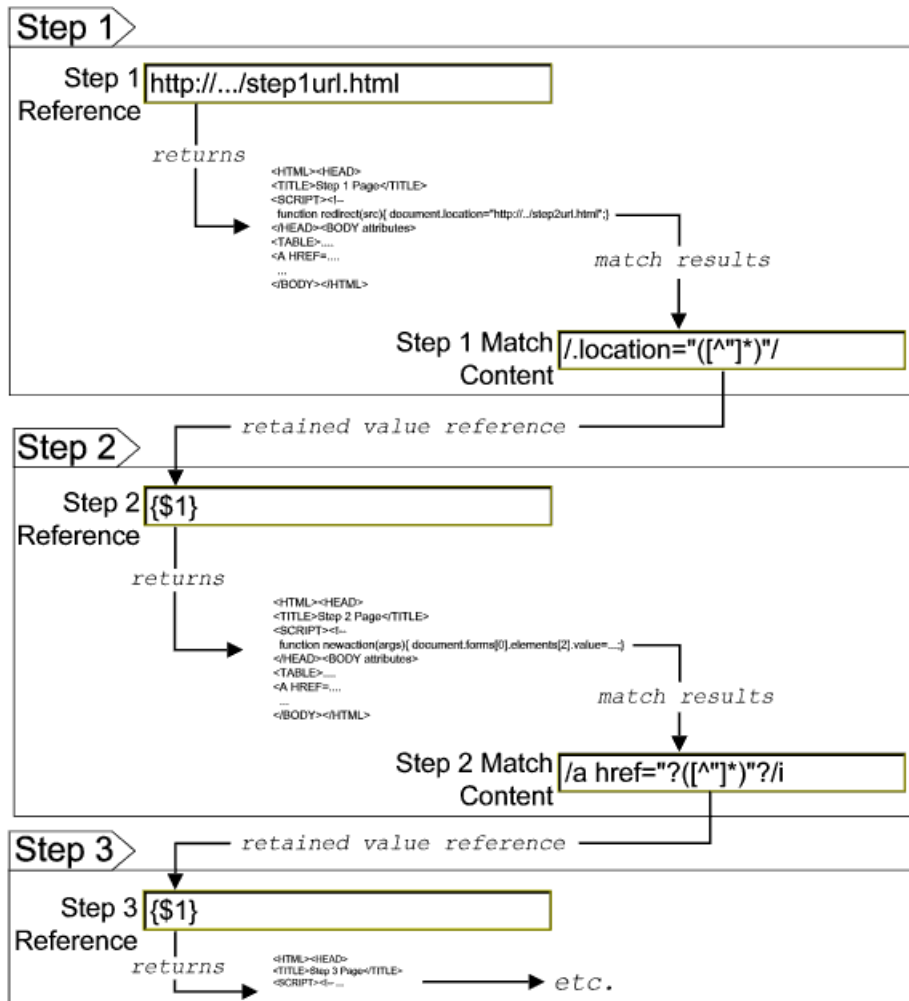 Step 1
Step 1
Reference
http://.../step1url.html
returns
<HTML><HEAD>
<TITLE>Step 1 Page</TITLE>
<SCRIPT><!--
function redirect(src){ document.location="http://../step2url.html";}
</HEAD><BODY attributes>
<TABLE>....
<A HREF=....
...
</BODY></HTML>
match results
Step 1 Match
Content
/.location="([^"]*)"/
retained value reference
Step 2
Step 2
Reference
{$1}
returns
<HTML><HEAD>
<TITLE>Step 2 Page</TITLE>
<SCRIPT><!--
function newaction(args){ document.forms[0].elements[2].value=...;}
</HEAD><BODY attributes>
<TABLE>....
<A HREF=....
...
</BODY></HTML>
match results
Step 2 Match
Content
/a href="?([^"]*)"?/i
retained value reference
Step 3
Step 3
Reference
{$1}
returns
<HTML><HEAD>
<TITLE>Step 3 Page</TITLE>
<SCRIPT><!-- ...
etc.